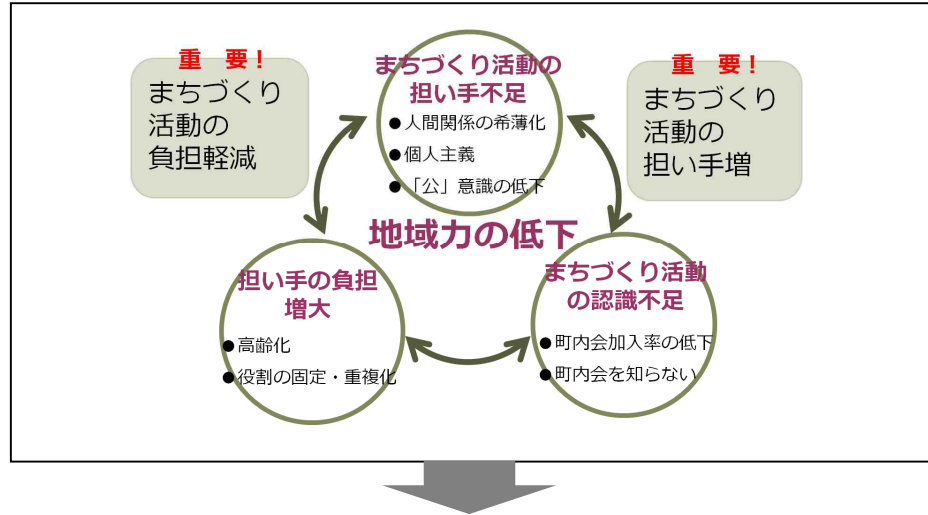 重 要！
まちづくり
活動の
負担軽減
まちづくり活動の
担い手不足
●人間関係の希薄化
●個人主義
●「公」意識の低下
重 要！
まちづくり
活動の
担い手増
地域力の低下
担い手の負担
増大
●高齢化
●役割の固定・重複化
まちづくり活動
の認識不足
●町内会加入率の低下
●町内会を知らない